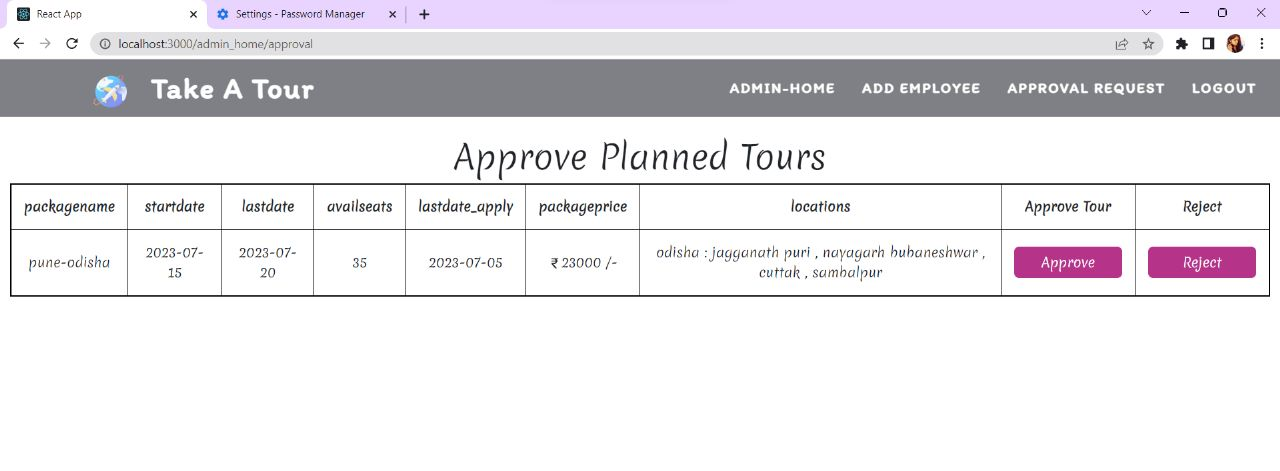 React App
Settings - Password Manager
localhost:3000/admin_home/approval
Take A Tour
ADMIN-HOME ADD EMPLOYEE APPROVAL REQUEST LOGOUT
Approve Planned Tours
packagename startdate lastdate availseats lastdate_apply packageprice locations Approve Tour Reject
pune-odisha 2023-07-15 2023-07-20 35 2023-07-05 ₹ 23000 /- odisha : jagganath puri , nayagarh bubaneshwar , cuttak , sambalpur Approve Reject